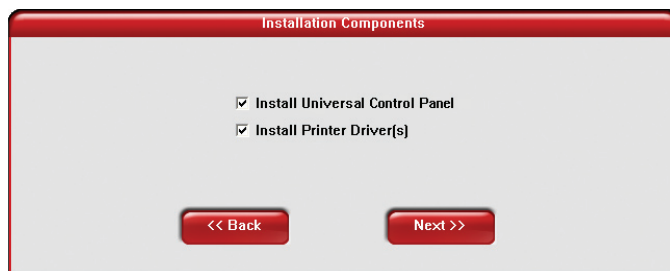 Installation Components
Install Universal Control Panel
Install Printer Driver(s)
<< Back
Next >>